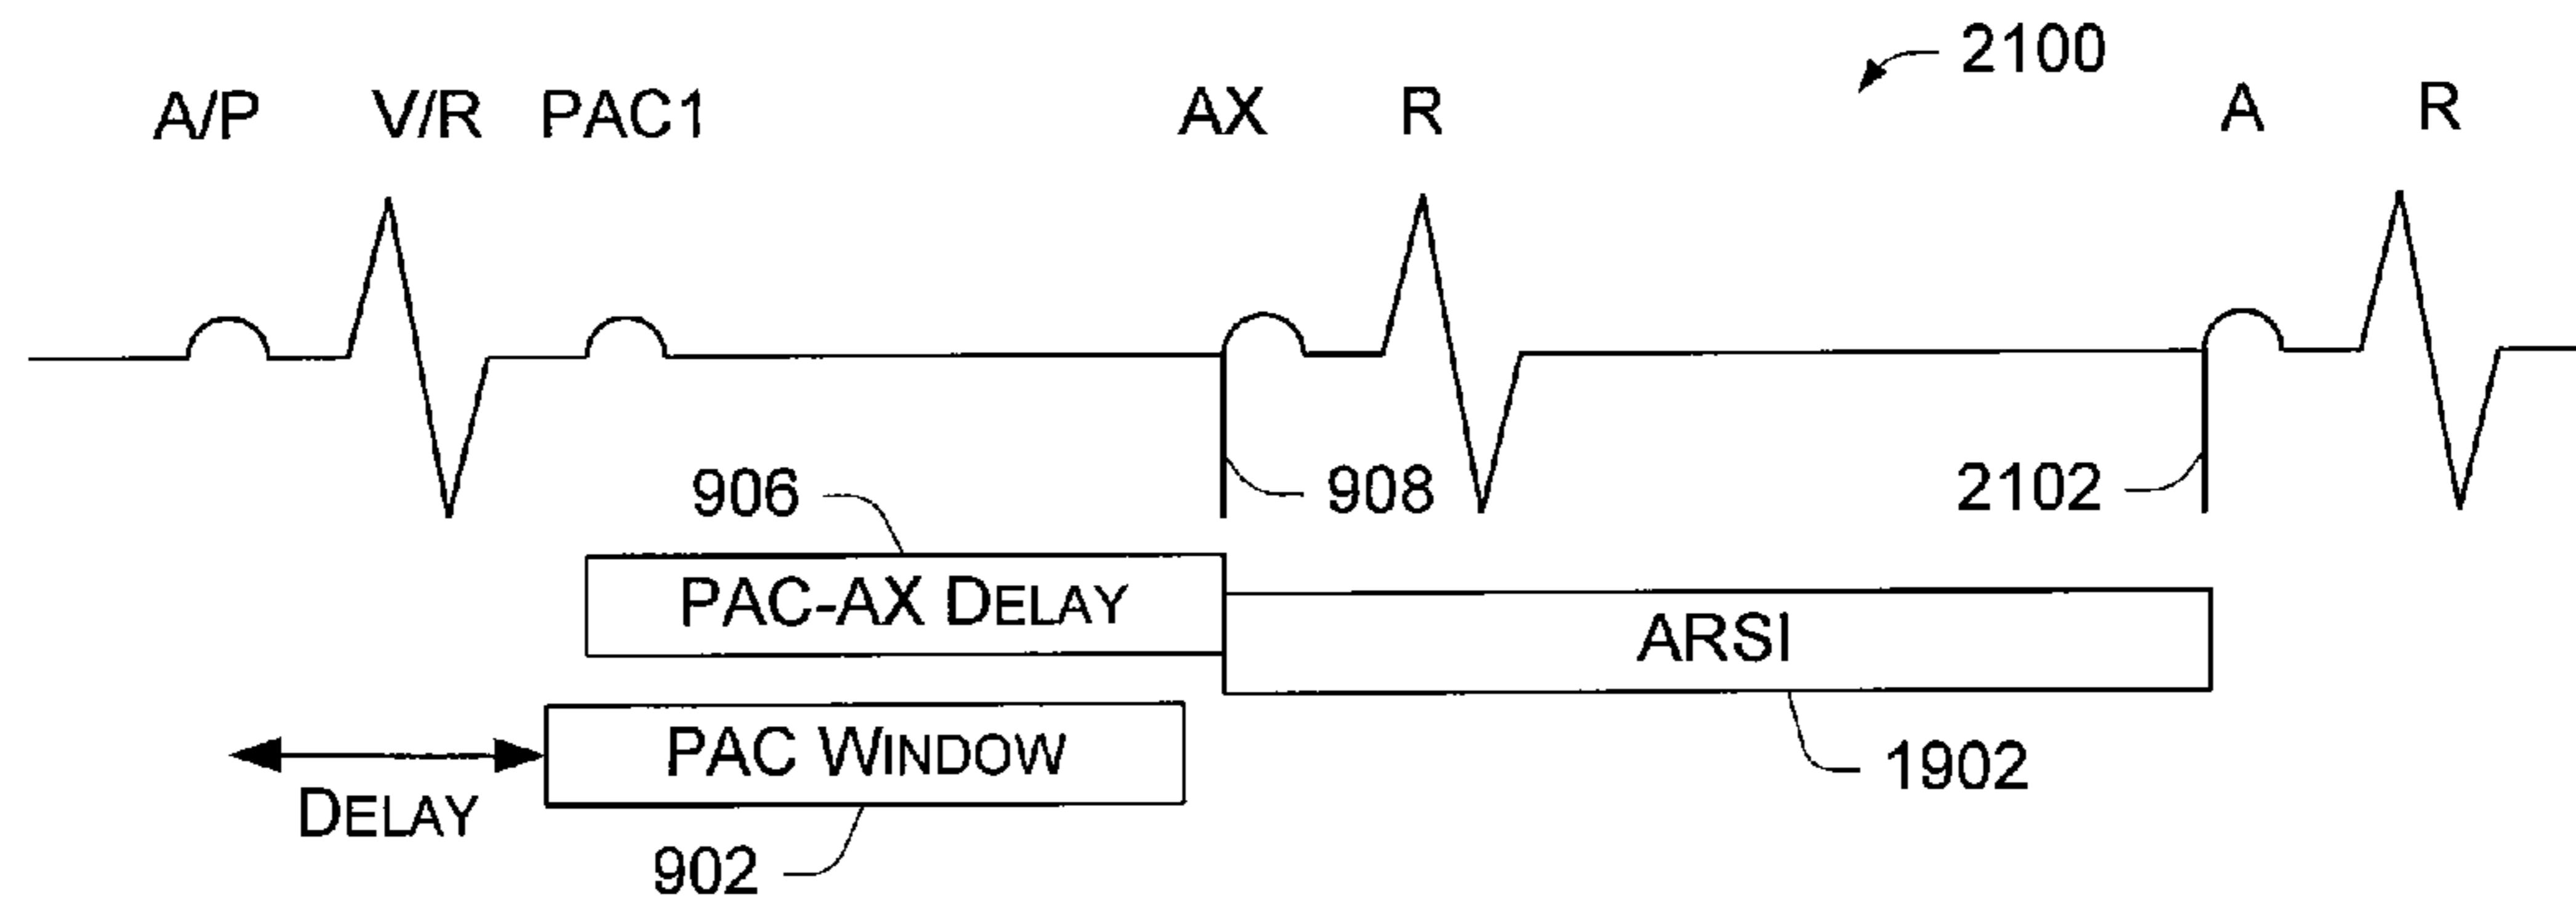 2100
A/P V/R PAC1 AX R A R
906 908 2102
PAC-AX DELAY
ARSI
PAC WINDOW
1902
DELAY
902